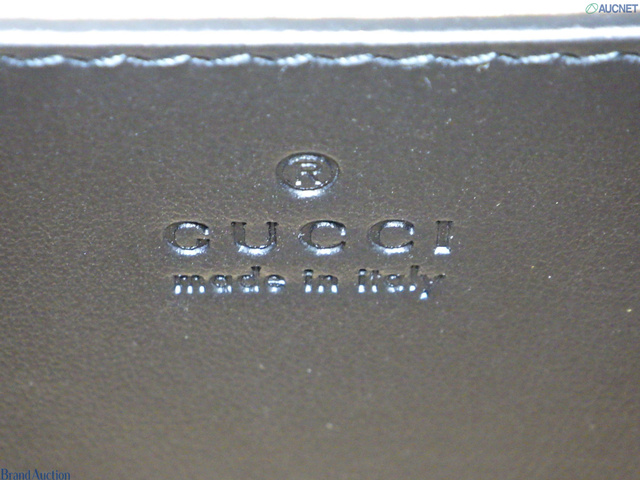 AUCNET
®
GUCCI
made in italy
Brand Auction